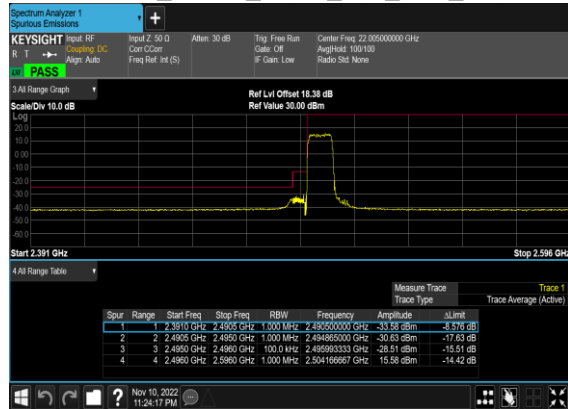 Spectrum Analyzer 1
Spurious Emissions
+
KEYSIGHT Input: RF Input Z: 50 Ω Atten: 30 dB Trig: Free Run Center Freq: 22.005000000 GHz
R T Coupling: DC Corr CCorr Gate: Off Avg|Hold: 100/100
Align: Auto Freq Ref: Int (S) IF Gain: Low Radio Std: None
PASS
3 All Range Graph
Ref Lvl Offset 18.38 dB
Scale/Div 10.0 dB Ref Value 30.00 dBm
Log
20.0
10.0
0.00
-10.0
-20.0
-30.0
-40.0
-50.0
-60.0
Start 2.391 GHz Stop 2.596 GHz
4 All Range Table
Measure Trace Trace 1
Trace Type Trace Average (Active)
Spur Range Start Freq Stop Freq RBW Frequency Amplitude ΔLimit
1 1 2.3910 GHz 2.4905 GHz 1.000 MHz 2.490500000 GHz -33.58 dBm -8.576 dB
2 2 2.4905 GHz 2.4950 GHz 1.000 MHz 2.494865000 GHz -30.63 dBm -17.63 dB
3 3 2.4950 GHz 2.4960 GHz 100.0 kHz 2.495993333 GHz -28.51 dBm -15.51 dB
4 4 2.4960 GHz 2.5960 GHz 1.000 MHz 2.504166667 GHz 15.58 dBm -14.42 dB
? Nov 10, 2022
11:24:17 PM